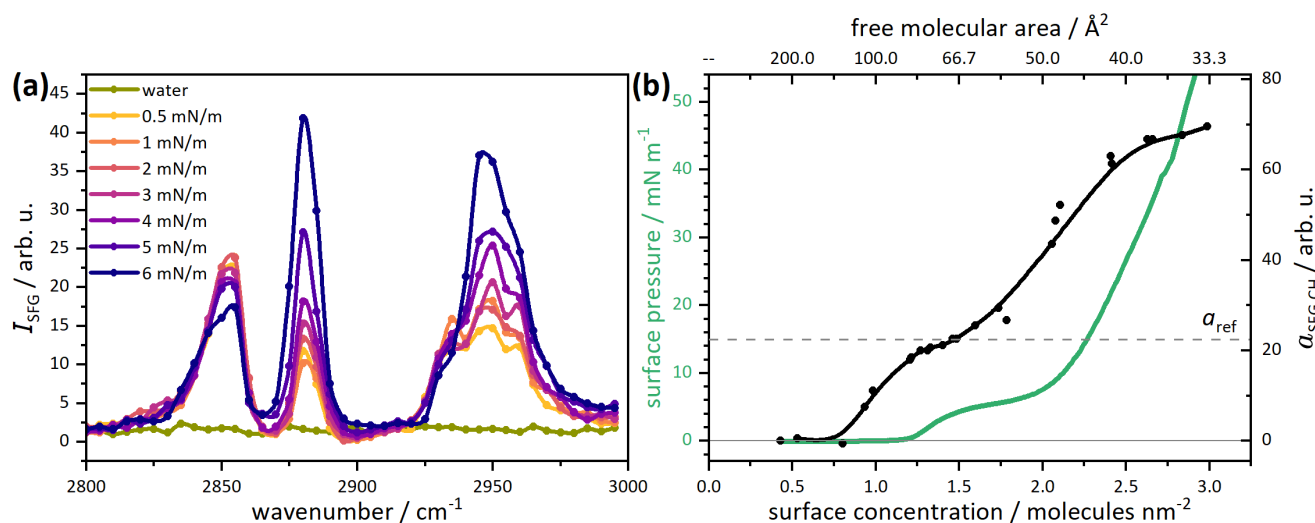 (a)
I_SFG / arb. u.
45
40
35
30
25
20
15
10
5
0
water
0.5 mN/m
1 mN/m
2 mN/m
3 mN/m
4 mN/m
5 mN/m
6 mN/m
2800 2850 2900 2950 3000
wavenumber / cm⁻¹
(b)
free molecular area / Å²
-- 200.0 100.0 66.7 50.0 40.0 33.3
surface pressure / mN m⁻¹
50
40
30
20
10
0
a_ref
80
60
40
20
0
a_SFG,CH / arb. u.
0.0 0.5 1.0 1.5 2.0 2.5 3.0
surface concentration / molecules nm⁻²